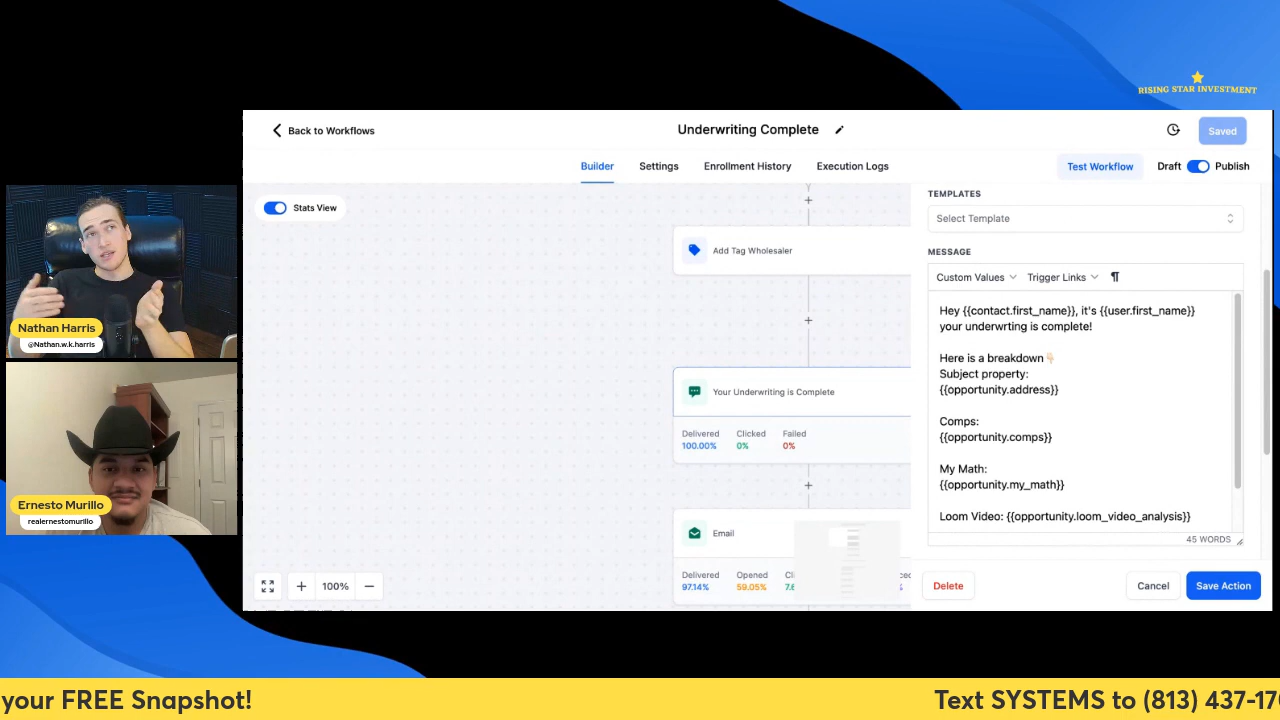 RISING STAR INVESTMENT
Back to Workflows
Underwriting Complete
Saved
Builder
Settings
Enrollment History
Execution Logs
Test Workflow
Draft
Publish
Stats View
Add Tag Wholesaler
Your Underwriting is Complete
Delivered Clicked Failed
100.00% 0% 0%
Email
Delivered Opened
97.14% 59.05%
100%
TEMPLATES
Select Template
MESSAGE
Custom Values Trigger Links ¶
Hey {{contact.first_name}}, it's {{user.first_name}}
your underwrting is complete!
Here is a breakdown👇🏻
Subject property:
{{opportunity.address}}
Comps:
{{opportunity.comps}}
My Math:
{{opportunity.my_math}}
Loom Video: {{opportunity.loom_video_analysis}}
45 WORDS
Delete
Cancel
Save Action
Nathan Harris
@Nathan.w.k.harris
Ernesto Murillo
realernestomurillo
your FREE Snapshot!
Text SYSTEMS to (813) 437-17